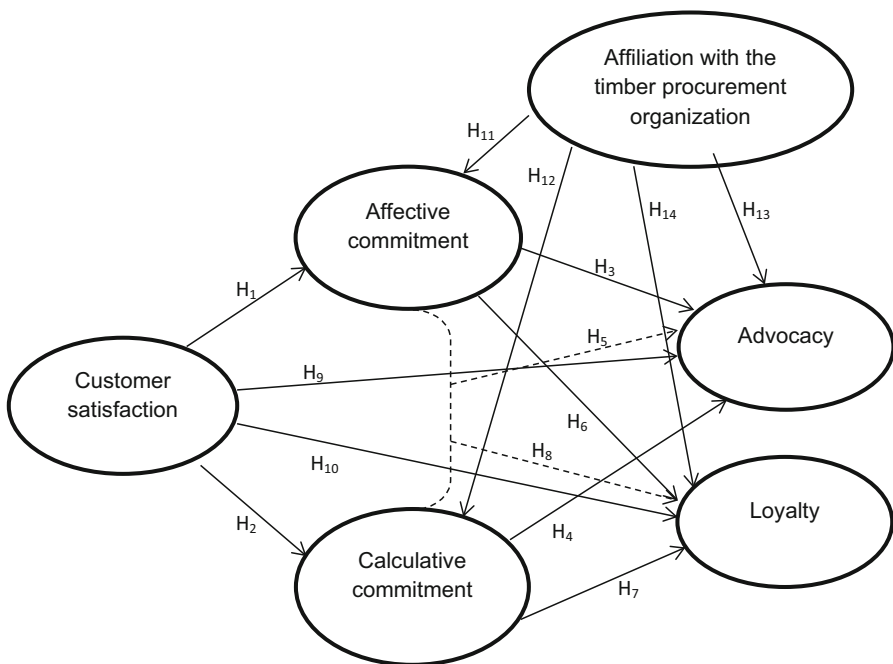 Affiliation with the
timber procurement
organization
H11
H12
Affective
commitment
H14
H13
H3
H1
H5
Advocacy
Customer
satisfaction
H9
H6
H8
H10
Loyalty
H2
H4
Calculative
commitment
H7